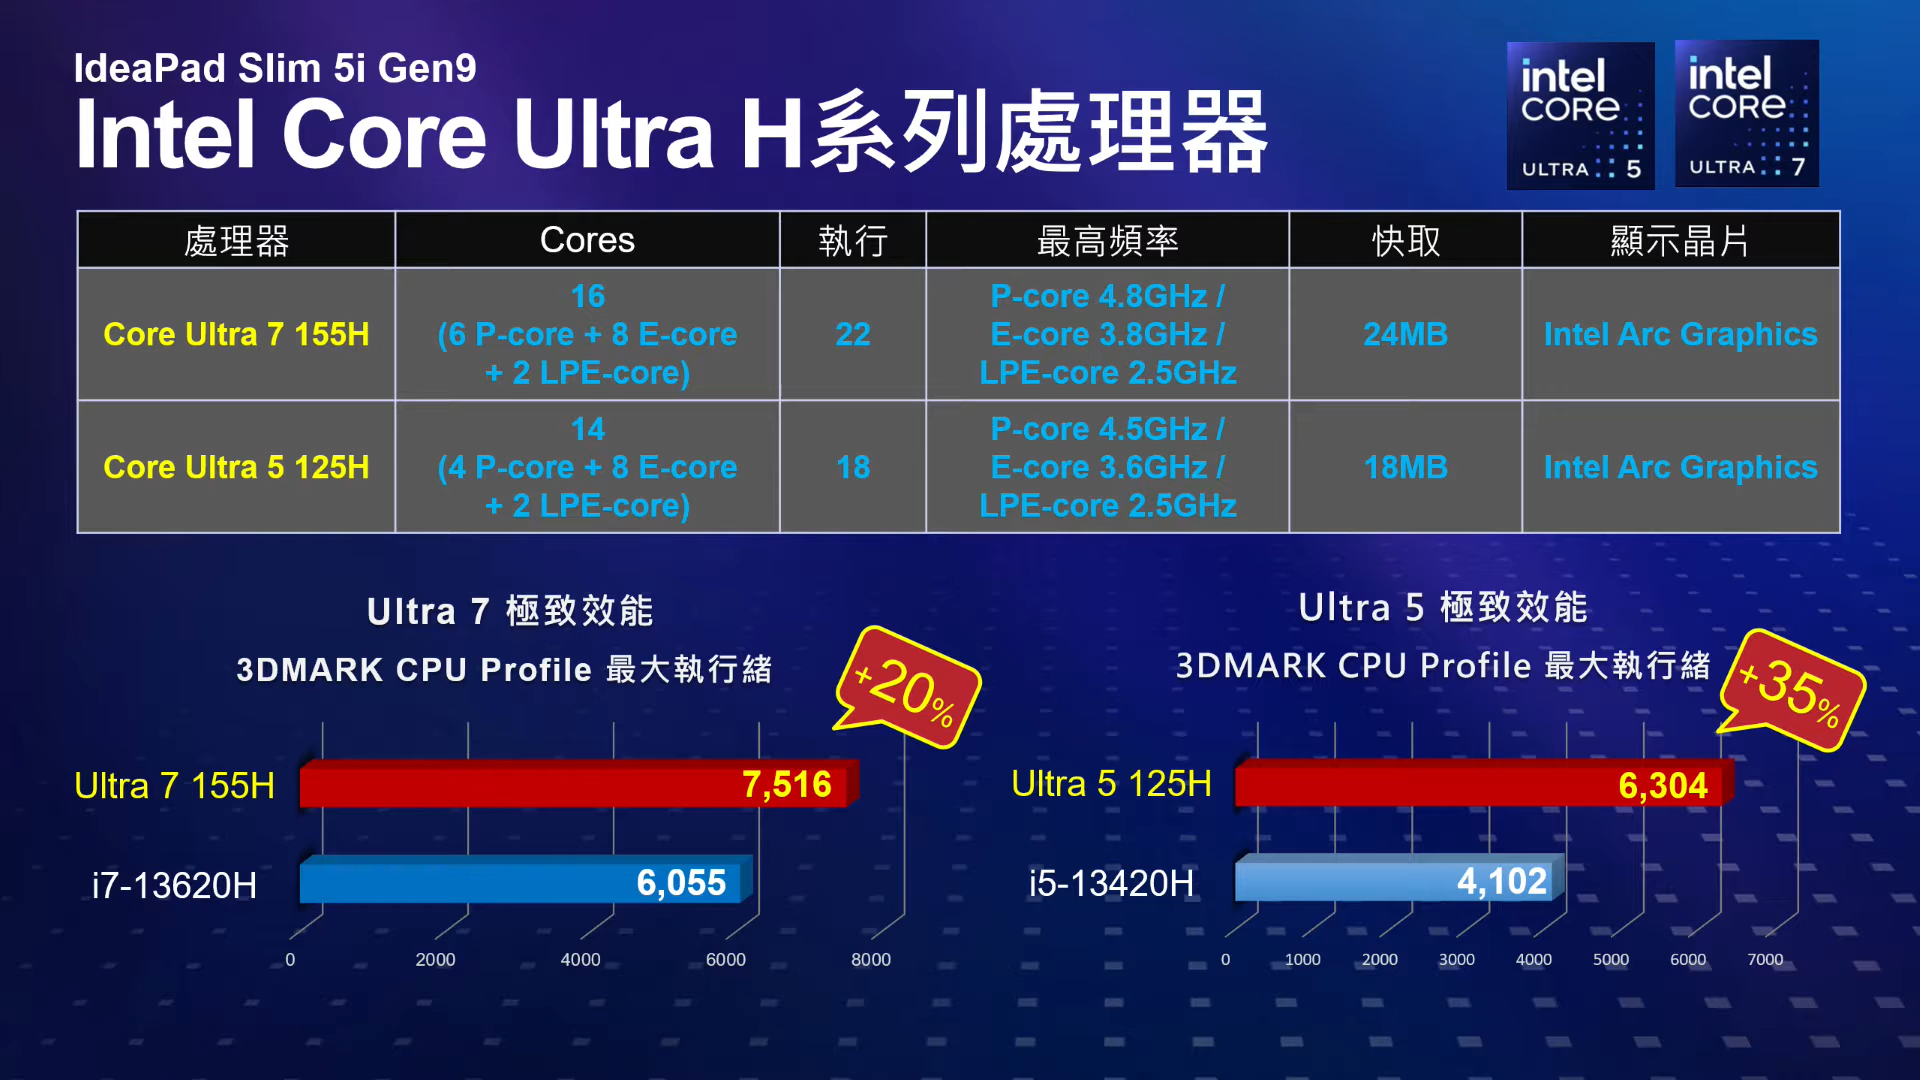 IdeaPad Slim 5i Gen9
Intel Core Ultra H系列處理器
intel
CORE
ULTRA 5
intel
CORE
ULTRA 7
處理器 Cores 執行 最高頻率 快取 顯示晶片
Core Ultra 7 155H
16
(6 P-core + 8 E-core
+ 2 LPE-core)
22
P-core 4.8GHz /
E-core 3.8GHz /
LPE-core 2.5GHz
24MB
Intel Arc Graphics
Core Ultra 5 125H
14
(4 P-core + 8 E-core
+ 2 LPE-core)
18
P-core 4.5GHz /
E-core 3.6GHz /
LPE-core 2.5GHz
18MB
Intel Arc Graphics
Ultra 7 極致效能
3DMARK CPU Profile 最大執行緒
+20%
Ultra 7 155H 7,516
i7-13620H 6,055
0 2000 4000 6000 8000
Ultra 5 極致效能
3DMARK CPU Profile 最大執行緒
+35%
Ultra 5 125H 6,304
i5-13420H 4,102
0 1000 2000 3000 4000 5000 6000 7000